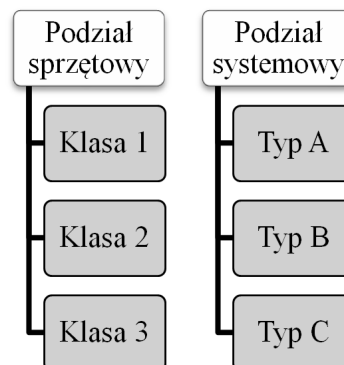 Podział
sprzętowy
Klasa 1
Klasa 2
Klasa 3
Podział
systemowy
Typ A
Typ B
Typ C